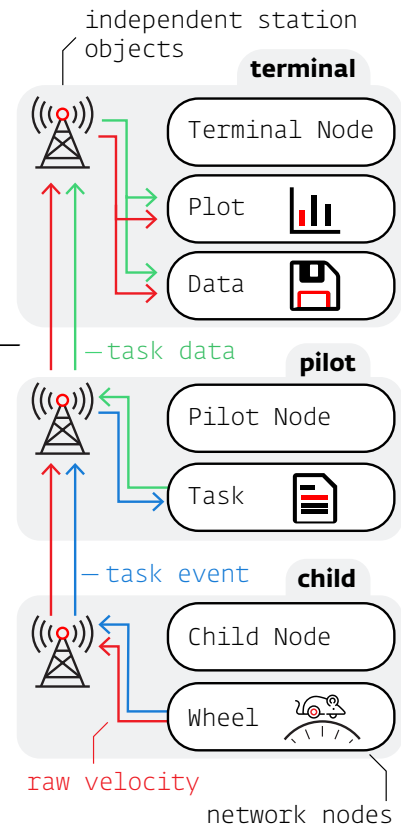 independent station
objects
terminal
Terminal Node
Plot
Data
task data
pilot
Pilot Node
Task
task event
child
Child Node
Wheel
raw velocity
network nodes